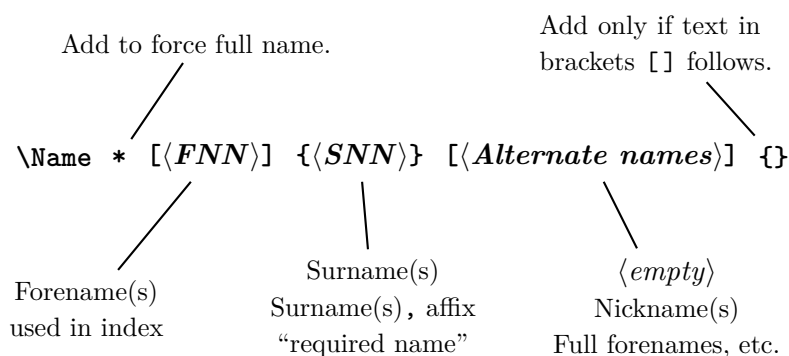 Add to force full name.
Add only if text in
brackets [] follows.
\Name * [⟨FNN⟩] {⟨SNN⟩} [⟨Alternate names⟩] {}
Forename(s)
used in index
Surname(s)
Surname(s), affix
“required name”
⟨empty⟩
Nickname(s)
Full forenames, etc.